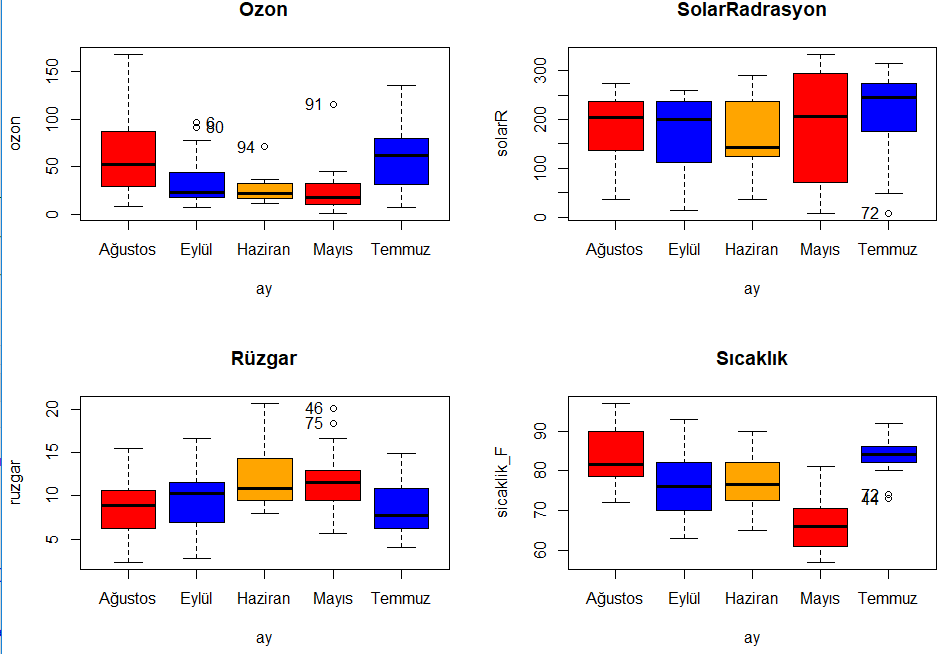 Ozon
ozon
150
100
50
0
6
80
91
94
Ağustos Eylül Haziran Mayıs Temmuz
ay
SolarRadrasyon
solarR
300
200
100
0
72
Ağustos Eylül Haziran Mayıs Temmuz
ay
Rüzgar
ruzgar
20
15
10
5
46
75
Ağustos Eylül Haziran Mayıs Temmuz
ay
Sıcaklık
sicaklik_F
90
80
70
60
72
44
Ağustos Eylül Haziran Mayıs Temmuz
ay